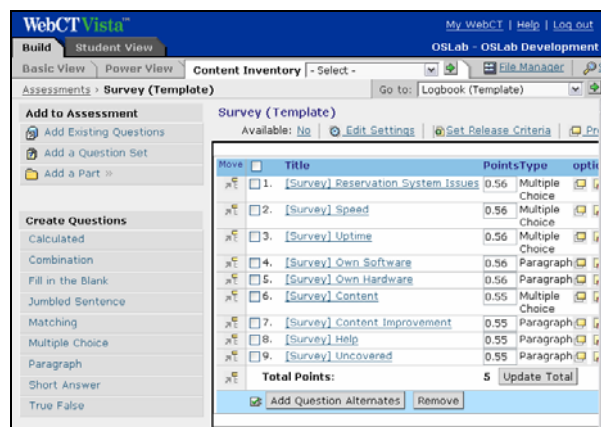 WebCT Vista™
My WebCT | Help | Log out
Build Student View OSLab - OSLab Development
Basic View Power View Content Inventory - Select - File Manager
Assessments › Survey (Template) Go to: Logbook (Template)
Add to Assessment
Add Existing Questions
Add a Question Set
Add a Part »
Create Questions
Calculated
Combination
Fill in the Blank
Jumbled Sentence
Matching
Multiple Choice
Paragraph
Short Answer
True False
Survey (Template)
Available: No | Edit Settings | Set Release Criteria | Pr
Move Title Points Type optic
1. [Survey] Reservation System Issues 0.56 Multiple
Choice
2. [Survey] Speed 0.56 Multiple
Choice
3. [Survey] Uptime 0.56 Multiple
Choice
4. [Survey] Own Software 0.56 Paragraph
5. [Survey] Own Hardware 0.56 Paragraph
6. [Survey] Content 0.55 Multiple
Choice
7. [Survey] Content Improvement 0.55 Paragraph
8. [Survey] Help 0.55 Paragraph
9. [Survey] Uncovered 0.55 Paragraph
Total Points: 5 Update Total
Add Question Alternates Remove